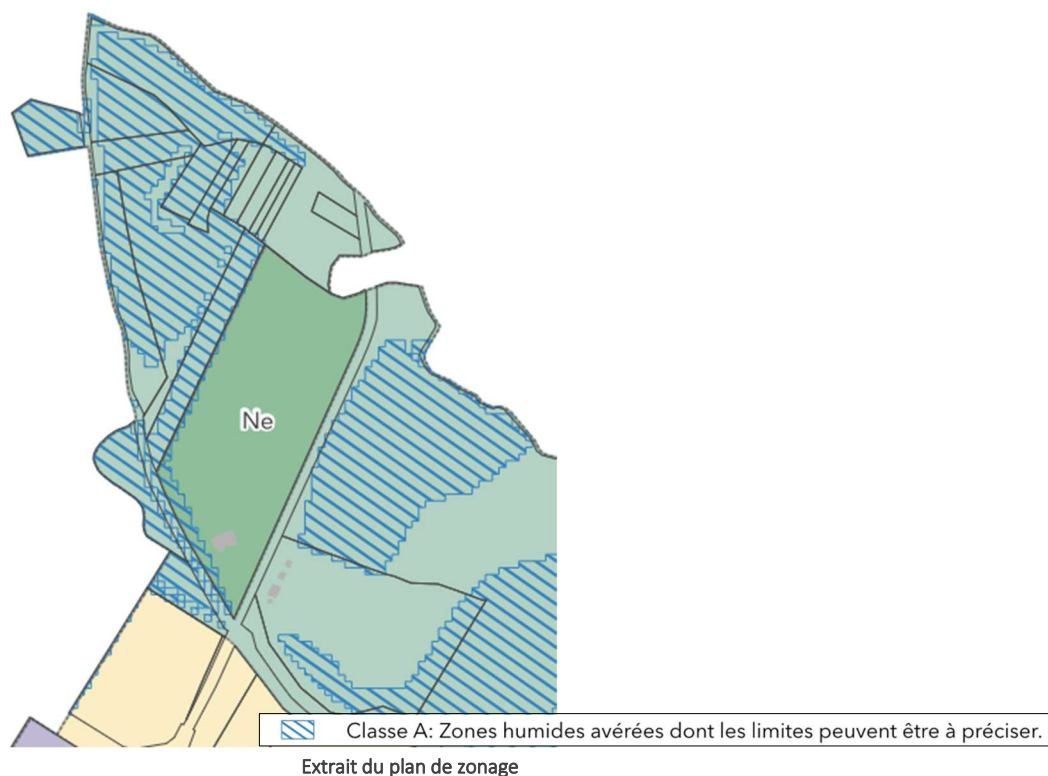 Ne
Classe A: Zones humides avérées dont les limites peuvent être à préciser.
Extrait du plan de zonage